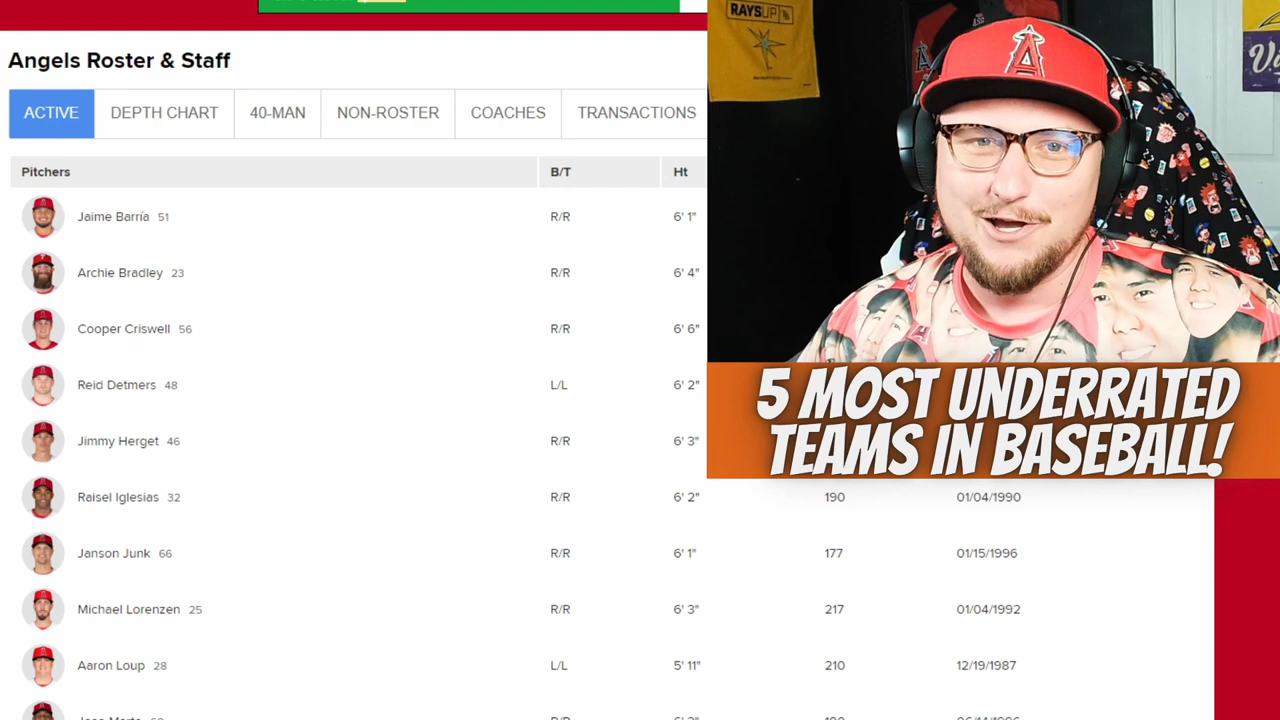 Angels Roster & Staff
ACTIVE DEPTH CHART 40-MAN NON-ROSTER COACHES TRANSACTIONS
Pitchers B/T Ht
Jaime Barría 51 R/R 6' 1"
Archie Bradley 23 R/R 6' 4"
Cooper Criswell 56 R/R 6' 6"
Reid Detmers 48 L/L 6' 2"
Jimmy Herget 46 R/R 6' 3"
Raisel Iglesias 32 R/R 6' 2" 190 01/04/1990
Janson Junk 66 R/R 6' 1" 177 01/15/1996
Michael Lorenzen 25 R/R 6' 3" 217 01/04/1992
Aaron Loup 28 L/L 5' 11" 210 12/19/1987
RAYSUP
A
5 MOST UNDERRATED
TEAMS IN BASEBALL!